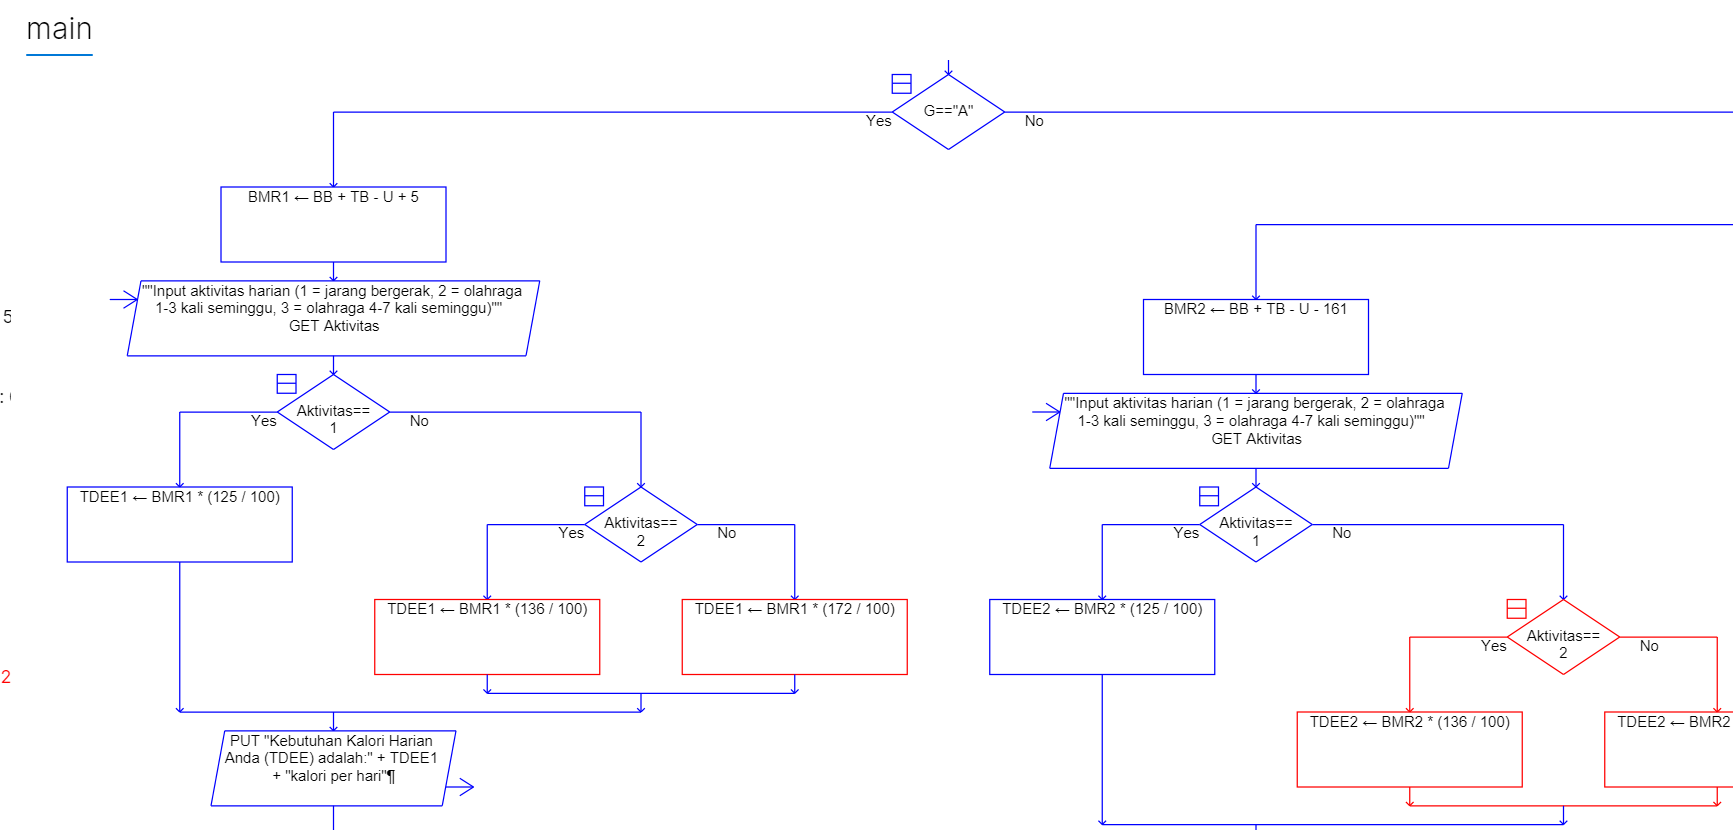 main
G=="A"
Yes
No
BMR1 ← BB + TB - U + 5
""Input aktivitas harian (1 = jarang bergerak, 2 = olahraga
1-3 kali seminggu, 3 = olahraga 4-7 kali seminggu)""
GET Aktivitas
Aktivitas==
1
Yes
No
TDEE1 ← BMR1 * (125 / 100)
Aktivitas==
2
Yes
No
TDEE1 ← BMR1 * (136 / 100)
TDEE1 ← BMR1 * (172 / 100)
PUT "Kebutuhan Kalori Harian
Anda (TDEE) adalah:" + TDEE1
+ "kalori per hari"¶
BMR2 ← BB + TB - U - 161
""Input aktivitas harian (1 = jarang bergerak, 2 = olahraga
1-3 kali seminggu, 3 = olahraga 4-7 kali seminggu)""
GET Aktivitas
Aktivitas==
1
Yes
No
TDEE2 ← BMR2 * (125 / 100)
Aktivitas==
2
Yes
No
TDEE2 ← BMR2 * (136 / 100)
TDEE2 ← BMR2
5
2